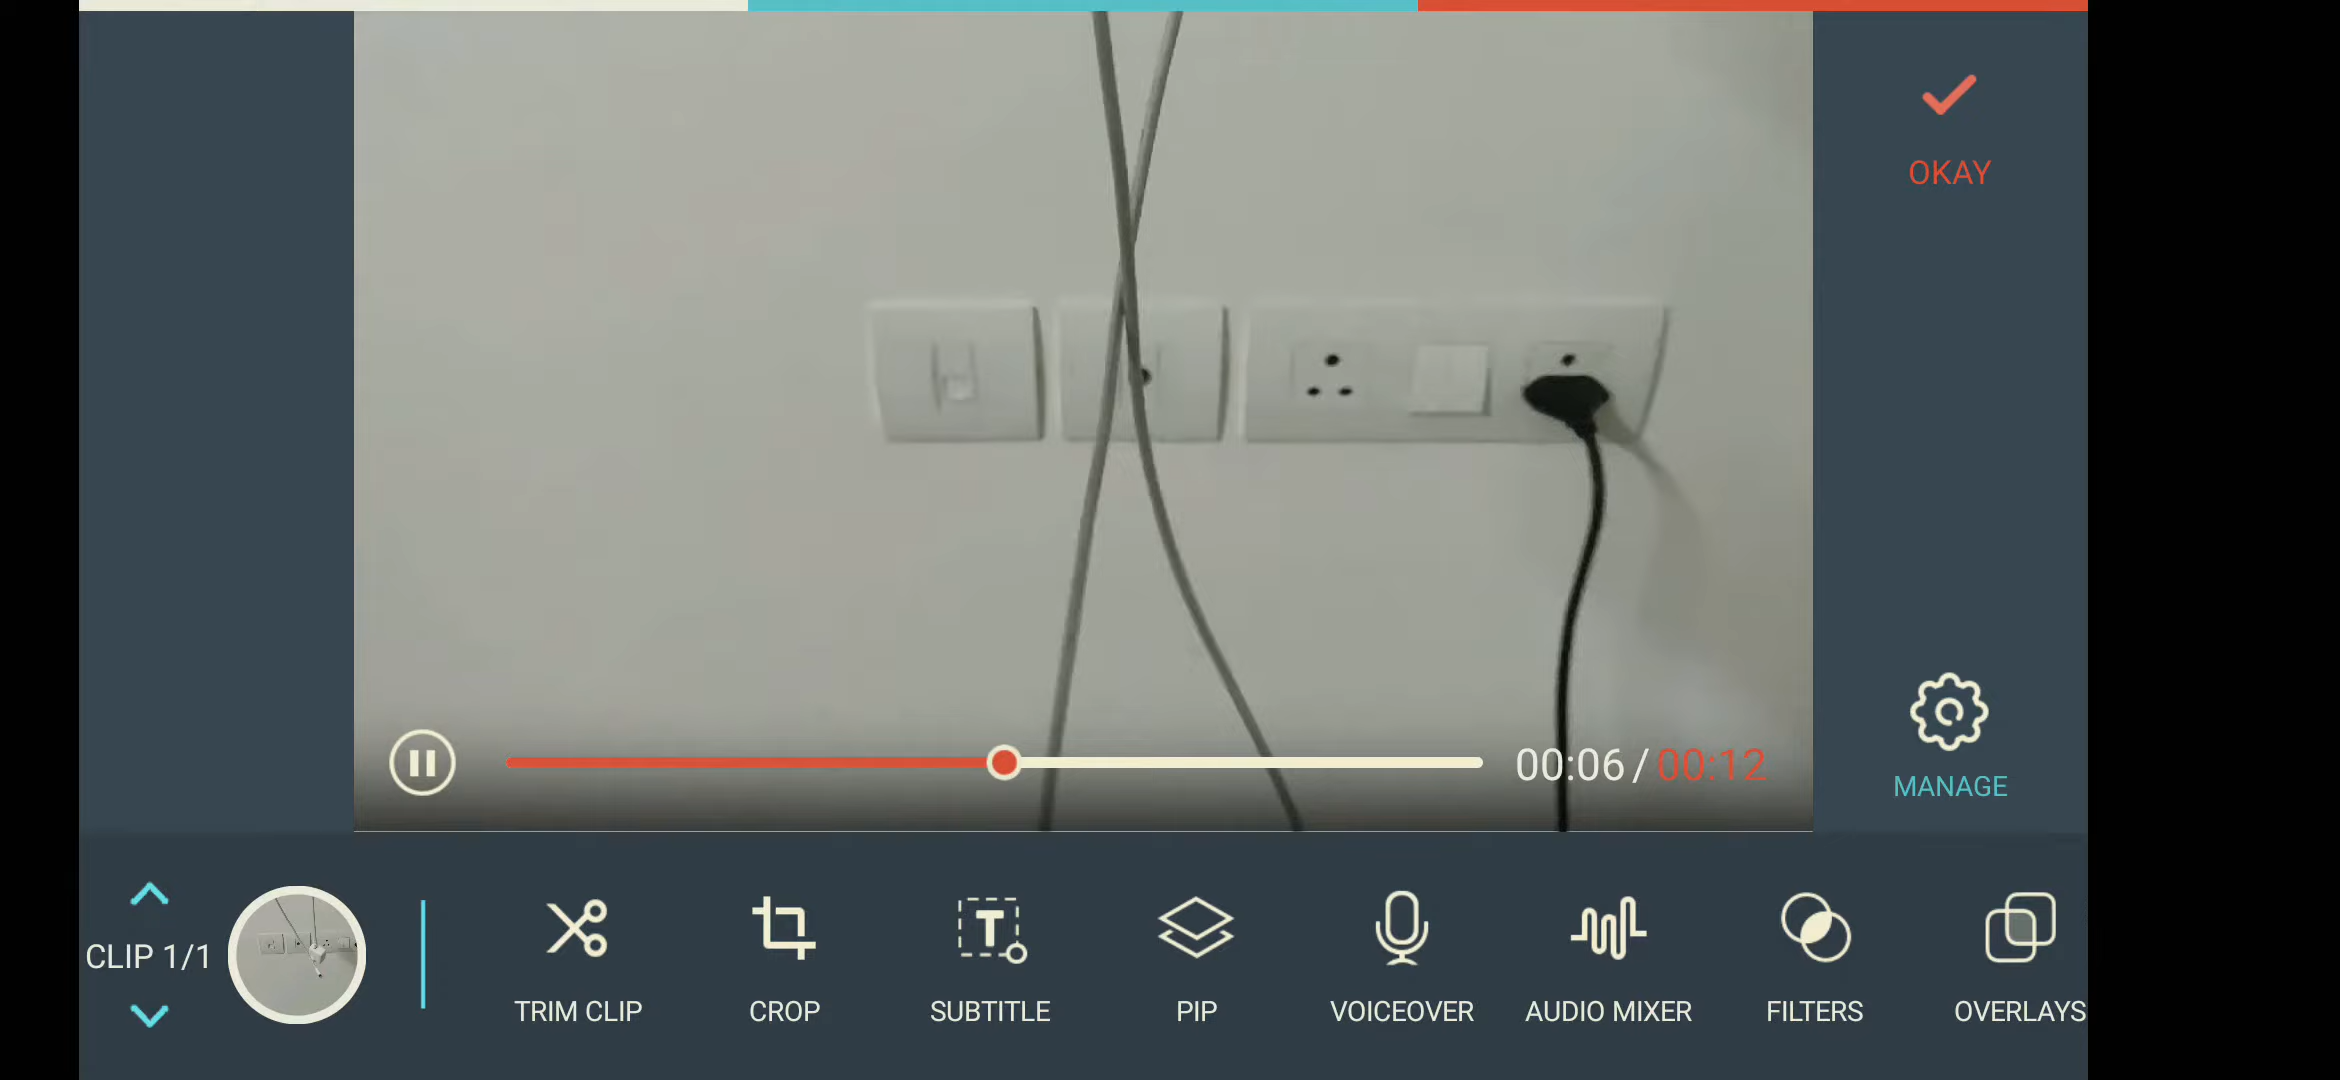 OKAY
00:06 / 00:12
MANAGE
CLIP 1/1
TRIM CLIP
CROP
T
SUBTITLE
PIP
VOICEOVER
AUDIO MIXER
FILTERS
OVERLAYS